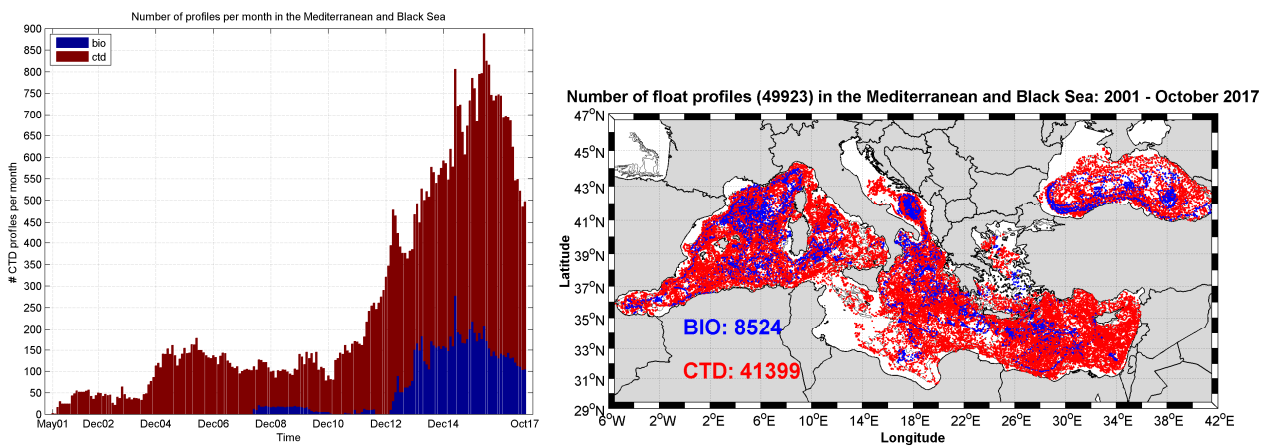 Number of profiles per month in the Mediterranean and Black Sea
900
850
800
750
700
650
600
550
500
450
400
350
300
250
200
150
100
50
0
bio
ctd
# CTD profiles per month
May01 Dec02 Dec04 Dec06 Dec08 Dec10 Dec12 Dec14 Oct17
Time
Number of float profiles (49923) in the Mediterranean and Black Sea: 2001 - October 2017
47°N
45°N
43°N
41°N
39°N
37°N
35°N
33°N
31°N
29°N
BIO: 8524
CTD: 41399
Latitude
6°W 2°W 2°E 6°E 10°E 14°E 18°E 22°E 26°E 30°E 34°E 38°E 42°E
Longitude